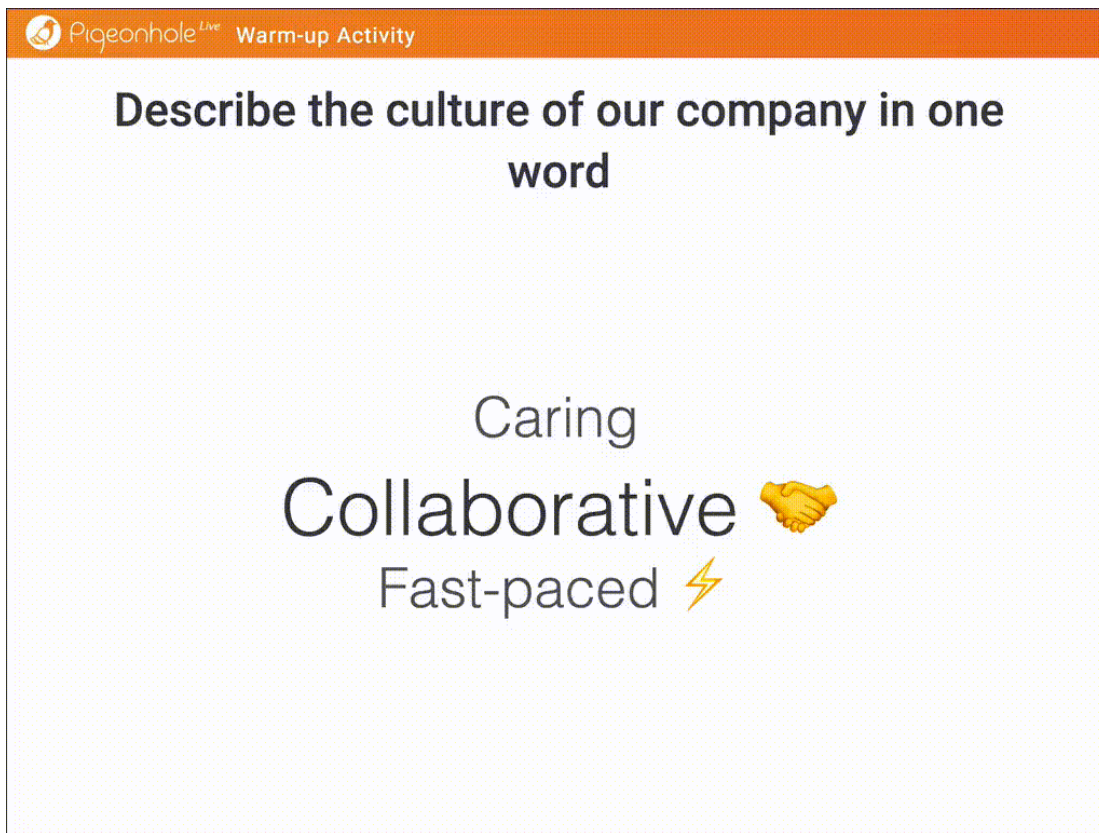 Pigeonhole Live Warm-up Activity
Describe the culture of our company in one
word
Caring
Collaborative 🤝
Fast-paced ⚡